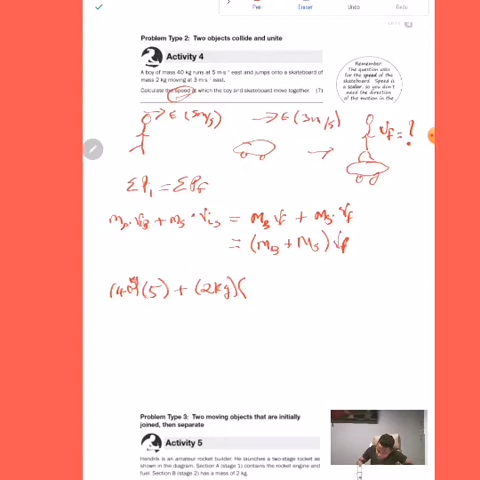 Pen
Eraser
Undo
Redo
Problem Type 2: Two objects collide and unite
Activity 4
A boy of mass 40 kg runs at 5 m·s⁻¹ east and jumps onto a skateboard of
mass 2 kg moving at 3 m·s⁻¹ east.
Calculate the speed at which the boy and skateboard move together. (7)
Remember:
The question asks
for the speed of the
skateboard. Speed is
a scalar, so you don't
need the direction
of the motion in the
→ E (5m/s)
→ E (3m/s)
Vf = ?
ΣPi = ΣPf
mB·VB + mS·ViS = MB Vf + MS·Vf
= (MB + MS) Vf
(40)(5) + (2kg)(
Problem Type 3: Two moving objects that are initially
joined, then separate
Activity 5
Hendrik is an amateur rocket builder. He launches a two-stage rocket as
shown in the diagram. Section A (stage 1) contains the rocket engine and
fuel. Section B (stage 2) has a mass of 2 kg.